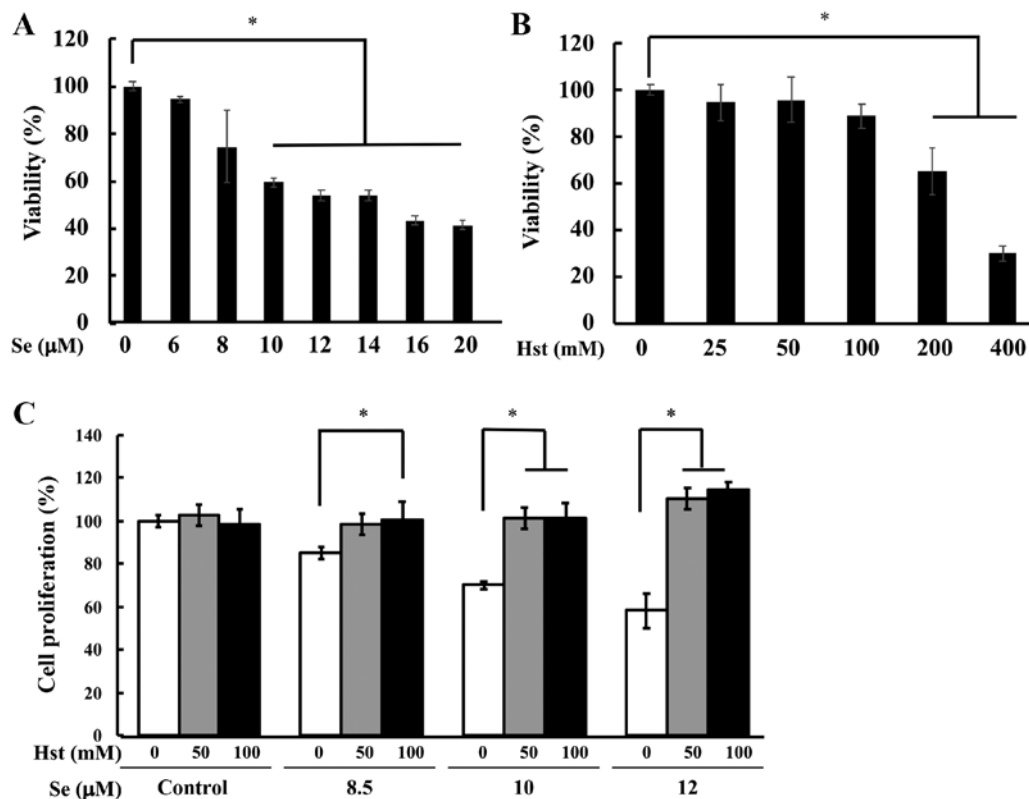 A
*
120
100
80
60
40
20
0
Viability (%)
Se (μM) 0 6 8 10 12 14 16 20
B
*
120
100
80
60
40
20
0
Viability (%)
Hst (mM) 0 25 50 100 200 400
C
* * *
140
120
100
80
60
40
20
0
Cell proliferation (%)
Hst (mM) 0 50 100 0 50 100 0 50 100 0 50 100
Se (μM) Control 8.5 10 12